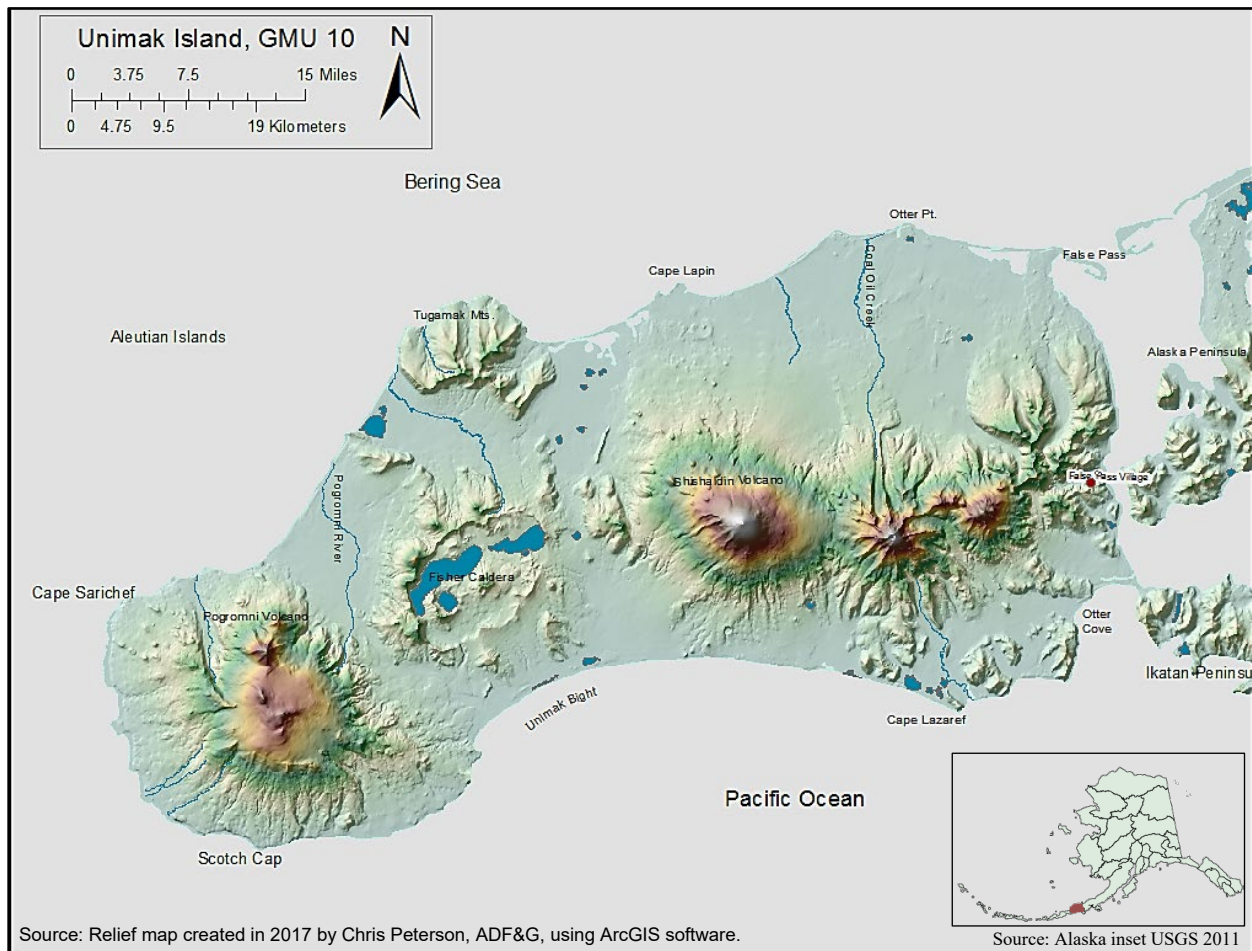 Unimak Island, GMU 10
N
0 3.75 7.5 15 Miles
0 4.75 9.5 19 Kilometers
Bering Sea
Otter Pt.
False Pass
Coal Oil Creek
Cape Lapin
Tugamak Mts.
Aleutian Islands
Alaska Peninsula
Shishaldin Volcano
False Pass Village
Pogromni River
Fisher Caldera
Cape Sarichef
Pogromni Volcano
Otter
Cove
Ikatan Peninsu
Unimak Bight
Cape Lazaref
Pacific Ocean
Scotch Cap
Source: Relief map created in 2017 by Chris Peterson, ADF&G, using ArcGIS software.
Source: Alaska inset USGS 2011